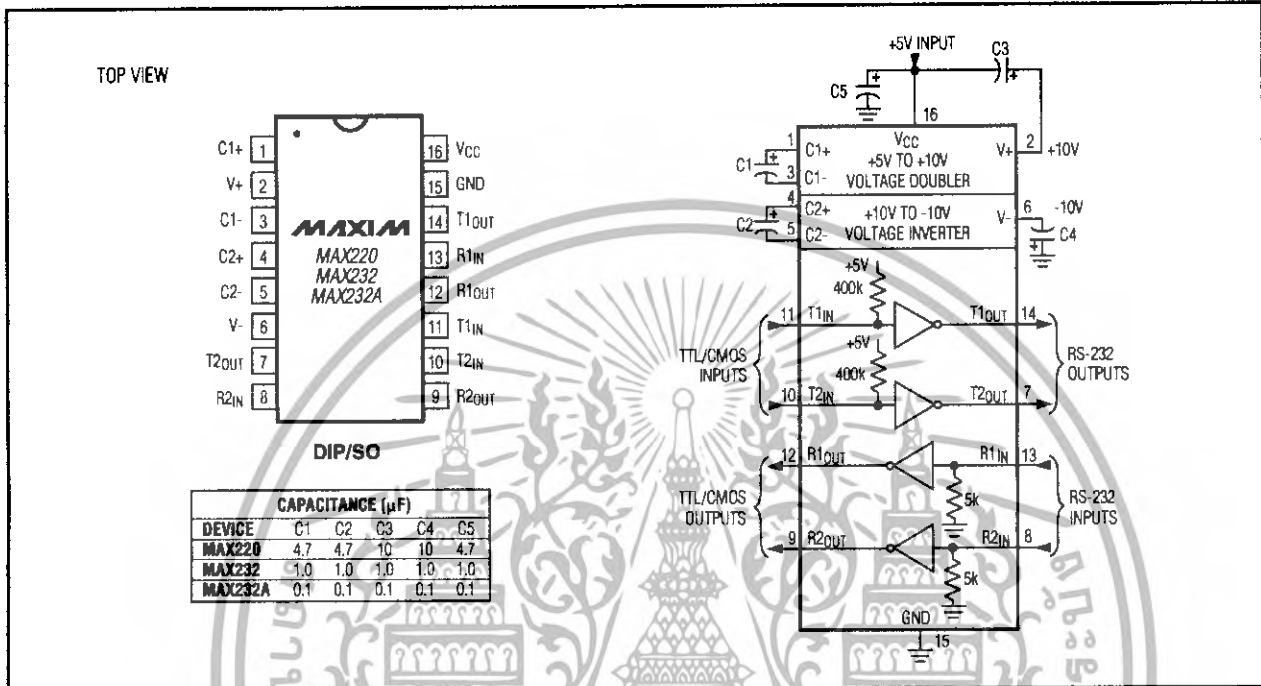 TOP VIEW
C1+ 1
V+ 2
C1- 3
C2+ 4
C2- 5
V- 6
T2OUT 7
R2IN 8
16 VCC
15 GND
14 T1OUT
13 R1IN
12 R1OUT
11 T1IN
10 T2IN
9 R2OUT
MAXIM
MAX220
MAX232
MAX232A
DIP/SO
CAPACITANCE (µF)
DEVICE C1 C2 C3 C4 C5
MAX220 4.7 4.7 10 10 4.7
MAX232 1.0 1.0 1.0 1.0 1.0
MAX232A 0.1 0.1 0.1 0.1 0.1
+5V INPUT
C3
+
C5
+
+
16
1
C1+
VCC
V+
2
+10V
+5V TO +10V
VOLTAGE DOUBLER
C1
+
3
C1-
4
C2+
+10V TO -10V
VOLTAGE INVERTER
V-
6
-10V
C2
+
5
C2-
C4
+
+5V
400k
11 T1IN
T1OUT 14
+5V
400k
TTL/CMOS
INPUTS
RS-232
OUTPUTS
10 T2IN
T2OUT 7
12 R1OUT
R1IN 13
5k
TTL/CMOS
OUTPUTS
RS-232
INPUTS
9 R2OUT
R2IN 8
5k
GND
15